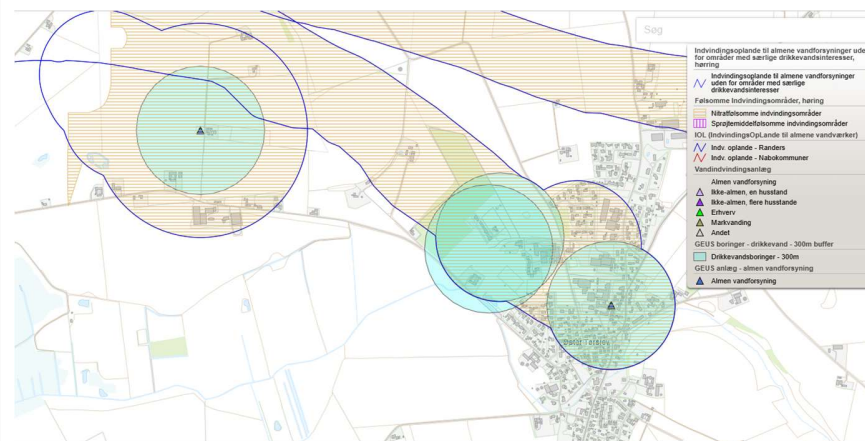 Søg
Indvindingsoplande til almene vandforsyninger ude
for områder med særlige drikkevandsinteresser,
hørring
Indvindingsoplande til almene vandforsyninger
uden for områder med særlige
drikkevandsinteresser
Følsomme Indvindingsområder, høring
Nitratfølsomme indvindingsområder
Sprøjtemiddelfølsomme indvindingsområder
IOL (IndvindingsOpLande til almene vandværker)
Indv. oplande - Randers
Indv. oplande - Nabokommuner
Vandindvindingsanlæg
Almen vandforsyning
Ikke-almen, en husstand
Ikke-almen, flere husstande
Erhverv
Markvanding
Andet
GEUS boringer - drikkevand - 300m buffer
Drikkevandsboringer - 300m
GEUS anlæg - almen vandforsyning
Almen vandforsyning